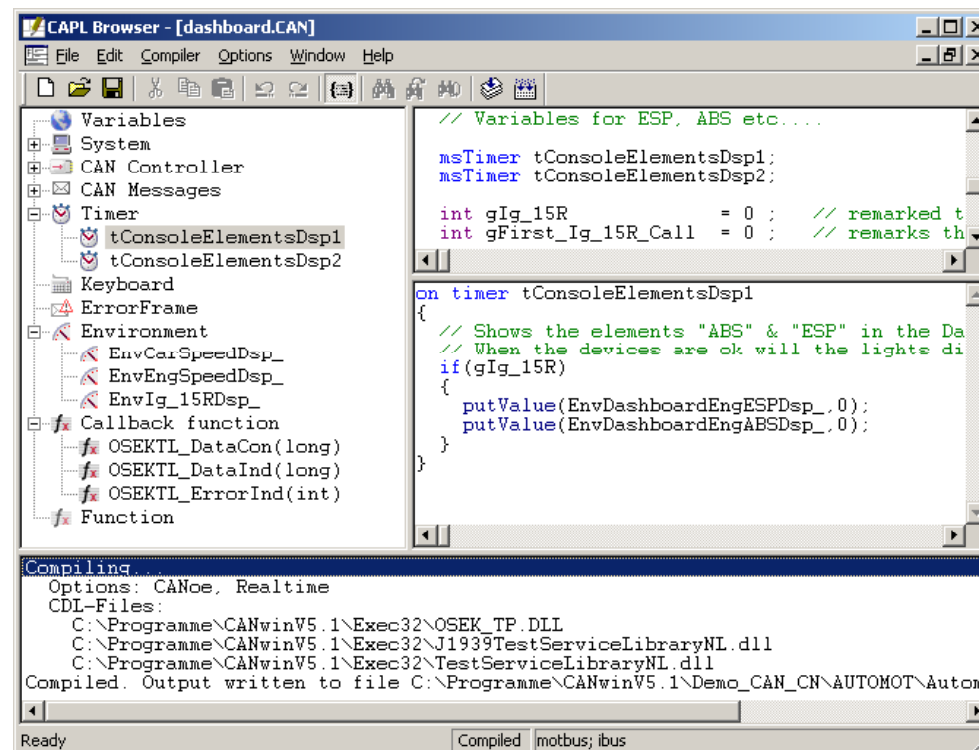 CAPL Browser - [dashboard.CAN]
File Edit Compiler Options Window Help
Variables
System
CAN Controller
CAN Messages
Timer
tConsoleElementsDsp1
tConsoleElementsDsp2
Keyboard
ErrorFrame
Environment
EnvCarSpeedDsp_
EnvEngSpeedDsp_
EnvIg_15RDsp_
Callback function
OSEKTL_DataCon(long)
OSEKTL_DataInd(long)
OSEKTL_ErrorInd(int)
Function
// Variables for ESP, ABS etc....
msTimer tConsoleElementsDsp1;
msTimer tConsoleElementsDsp2;
int gIg_15R = 0 ; // remarked t
int gFirst_Ig_15R_Call = 0 ; // remarks th
on timer tConsoleElementsDsp1
{
// Shows the elements "ABS" & "ESP" in the Da
// When the devices are ok will the lights di
if(gIg_15R)
{
putValue(EnvDashboardEngESPDsp_,0);
putValue(EnvDashboardEngABSDsp_,0);
}
}
Compiling...
Options: CANoe, Realtime
CDL-Files:
C:\Programme\CANwinV5.1\Exec32\OSEK_TP.DLL
C:\Programme\CANwinV5.1\Exec32\J1939TestServiceLibraryNL.dll
C:\Programme\CANwinV5.1\Exec32\TestServiceLibraryNL.dll
Compiled. Output written to file C:\Programme\CANwinV5.1\Demo_CAN_CN\AUTOMOT\Autom
Ready Compiled motbus; ibus